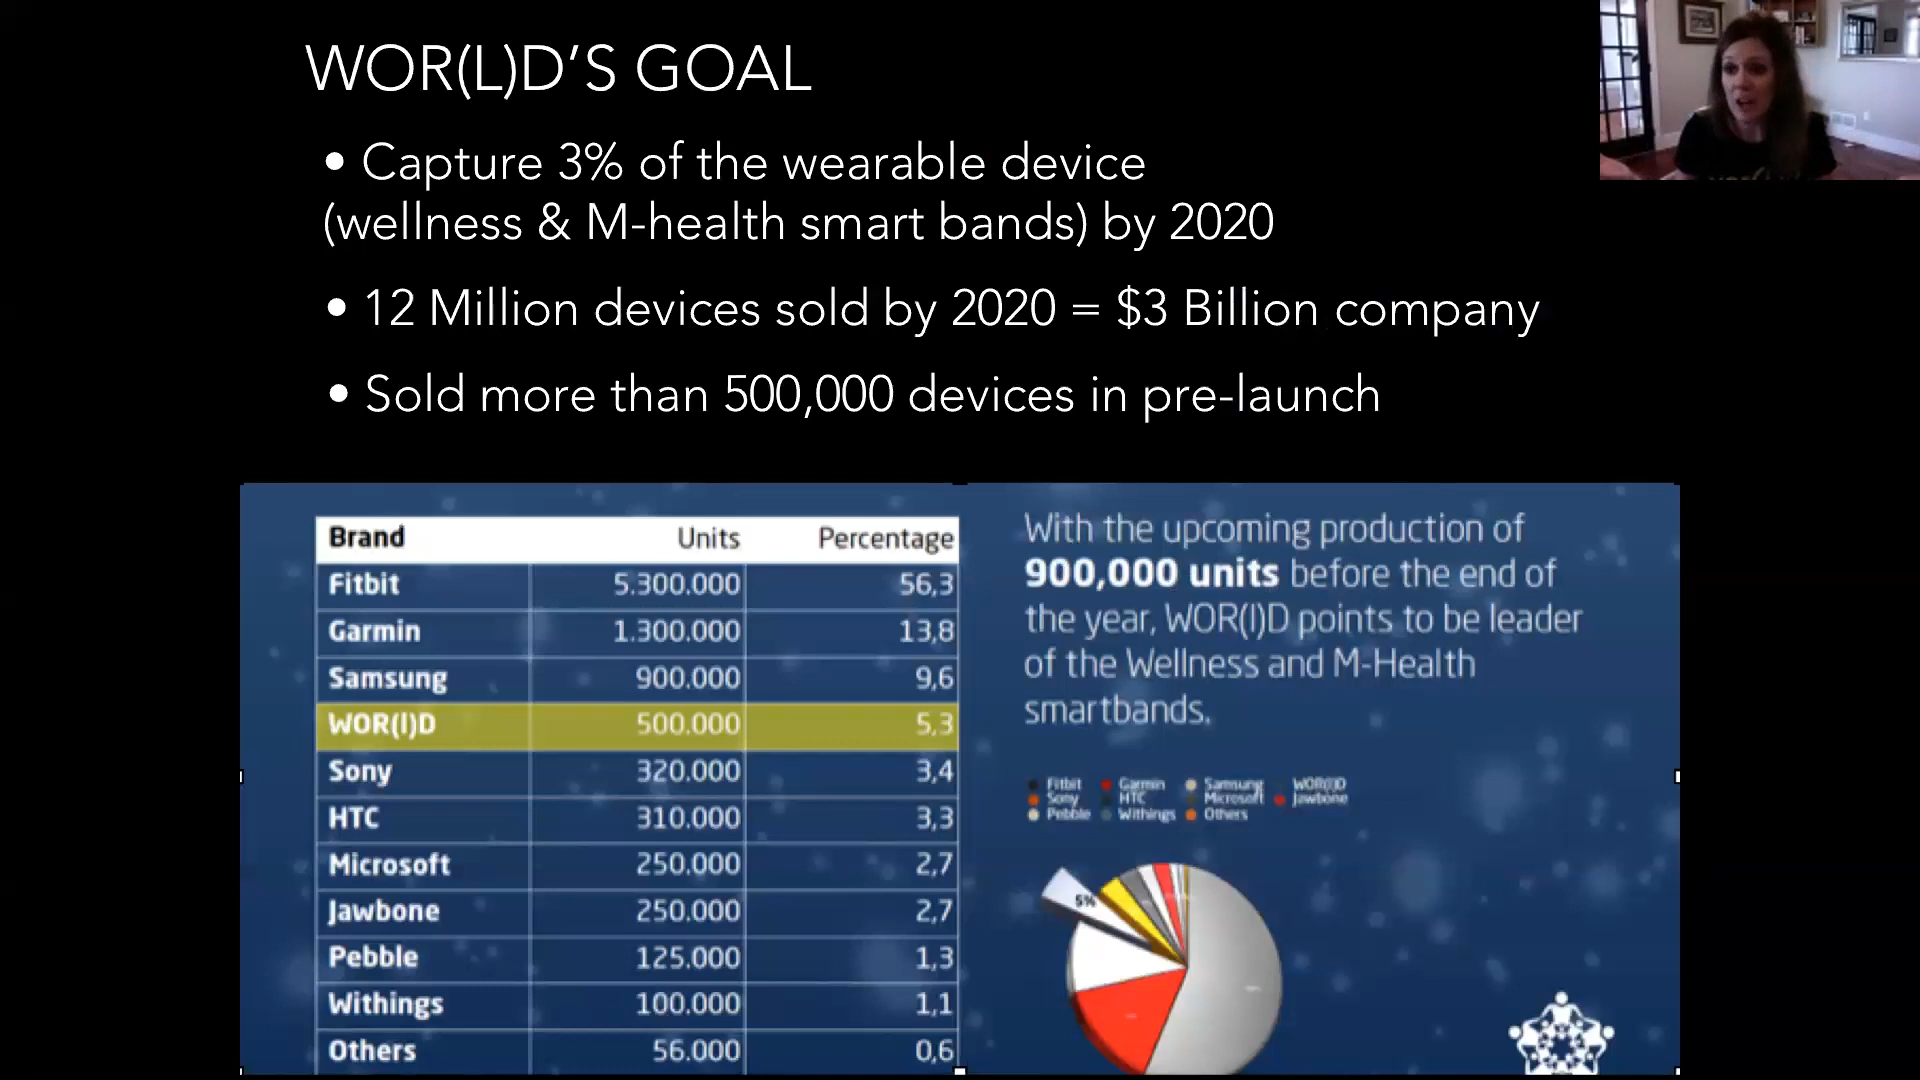 WOR(L)D'S GOAL
• Capture 3% of the wearable device
(wellness & M-health smart bands) by 2020
• 12 Million devices sold by 2020 = $3 Billion company
• Sold more than 500,000 devices in pre-launch
Brand Units Percentage
Fitbit 5.300.000 56,3
Garmin 1.300.000 13,8
Samsung 900.000 9,6
WOR(l)D 500.000 5,3
Sony 320.000 3,4
HTC 310.000 3,3
Microsoft 250.000 2,7
Jawbone 250.000 2,7
Pebble 125.000 1,3
Withings 100.000 1,1
Others 56.000 0,6
With the upcoming production of
900,000 units before the end of
the year, WOR(l)D points to be leader
of the Wellness and M-Health
smartbands.
Fitbit Garmin Samsung WOR(l)D
Sony HTC Microsoft Jawbone
Pebble Withings Others
5%